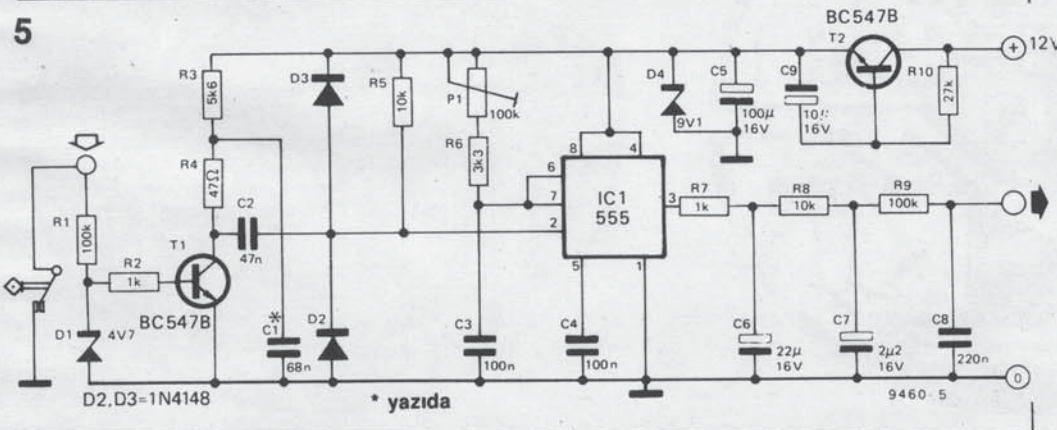 5
BC547B
T2
12V
R3
5k6
D3
R5
10k
P1
100k
D4
9V1
C5
100µ
16V
C9
10µ
16V
R10
27k
R4
47Ω
R6
3k3
8
4
6
7
2
IC1
555
3
5
1
R7
1k
R8
10k
R9
100k
R1
100k
C2
47n
T1
R2
1k
BC547B
D1
4V7
*
C1
68n
D2
C3
100n
C4
100n
C6
22µ
16V
C7
2µ2
16V
C8
220n
0
D2,D3=1N4148
* yazıda
9460-5